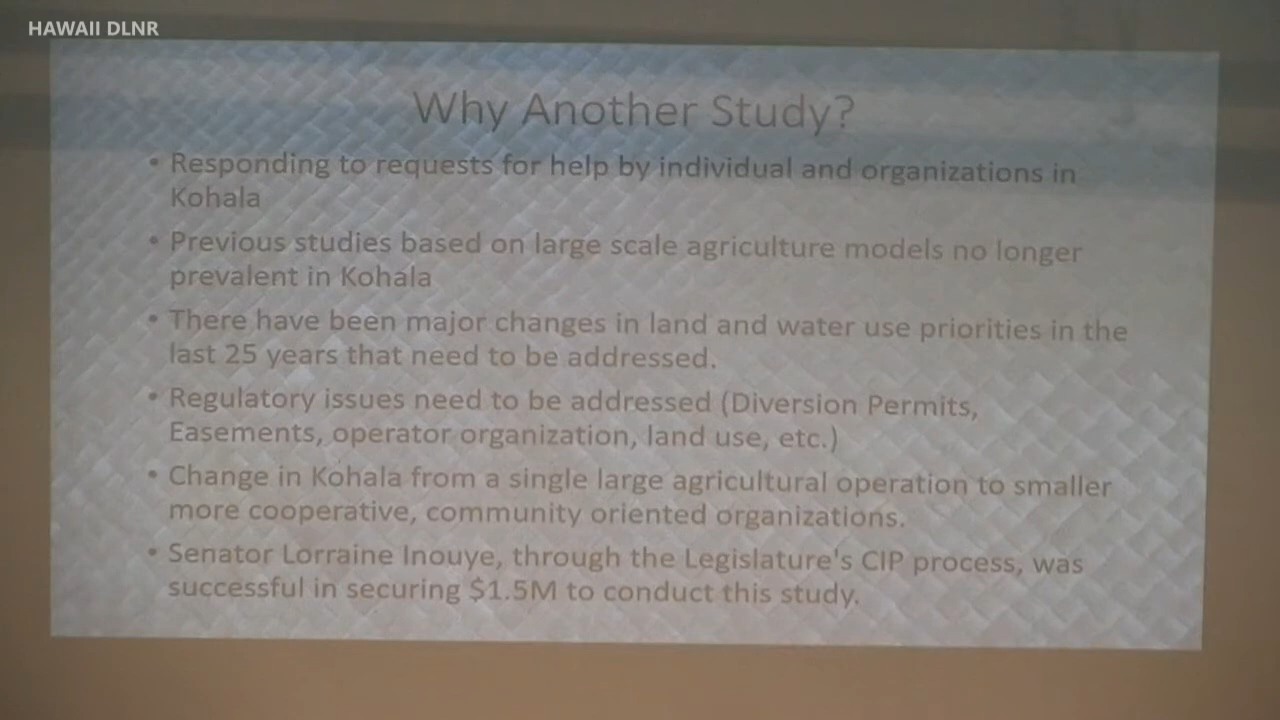 HAWAII DLNR
Why Another Study?
• Responding to requests for help by individual and organizations in
Kohala
• Previous studies based on large scale agriculture models no longer
prevalent in Kohala
• There have been major changes in land and water use priorities in the
last 25 years that need to be addressed.
• Regulatory issues need to be addressed (Diversion Permits,
Easements, operator organization, land use, etc.)
• Change in Kohala from a single large agricultural operation to smaller
more cooperative, community oriented organizations.
• Senator Lorraine Inouye, through the Legislature's CIP process, was
successful in securing $1.5M to conduct this study.